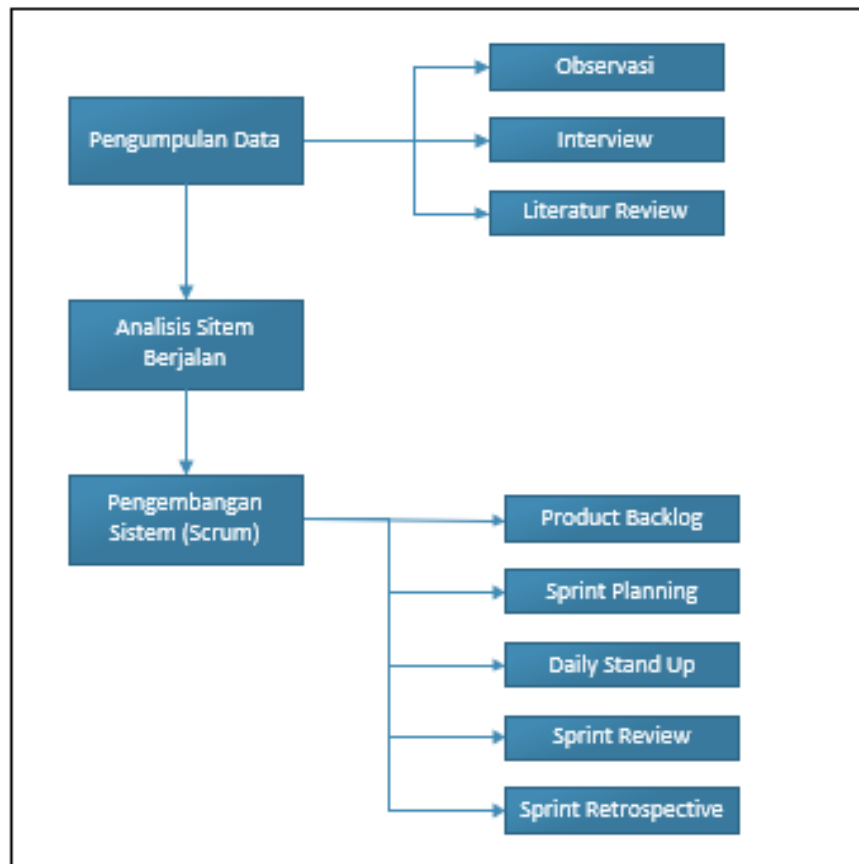 Pengumpulan Data
Observasi
Interview
Literatur Review
Analisis Sitem
Berjalan
Pengembangan
Sistem (Scrum)
Product Backlog
Sprint Planning
Daily Stand Up
Sprint Review
Sprint Retrospective